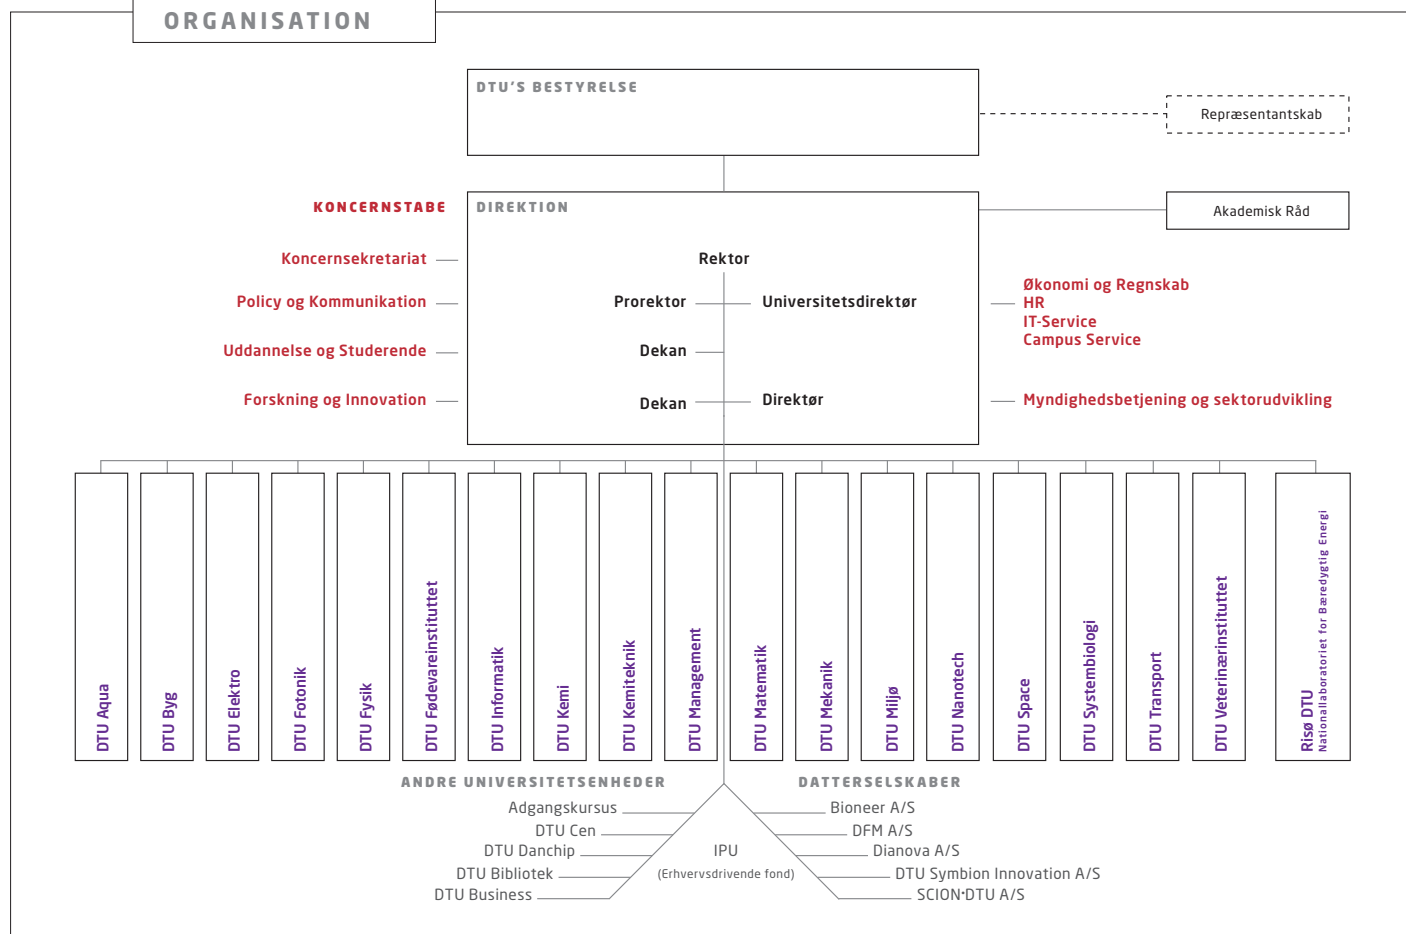 ORGANISATION
DTU'S BESTYRELSE
Repræsentantskab
KONCERNSTABE
DIREKTION
Akademisk Råd
Koncernsekretariat
Rektor
Policy og Kommunikation
Prorektor
Universitetsdirektør
Økonomi og Regnskab
HR
IT-Service
Campus Service
Uddannelse og Studerende
Dekan
Forskning og Innovation
Dekan
Direktør
Myndighedsbetjening og sektorudvikling
DTU Aqua
DTU Byg
DTU Elektro
DTU Fotonik
DTU Fysik
DTU Fødevareinstituttet
DTU Informatik
DTU Kemi
DTU Kemiteknik
DTU Management
DTU Matematik
DTU Mekanik
DTU Miljø
DTU Nanotech
DTU Space
DTU Systembiologi
DTU Transport
DTU Veterinærinstituttet
Risø DTU
Nationallaboratoriet for Bæredygtig Energi
ANDRE UNIVERSITETSENHEDER
Adgangskursus
DTU Cen
DTU Danchip
DTU Bibliotek
DTU Business
IPU
(Erhvervsdrivende fond)
DATTERSELSKABER
Bioneer A/S
DFM A/S
Dianova A/S
DTU Symbion Innovation A/S
SCION•DTU A/S